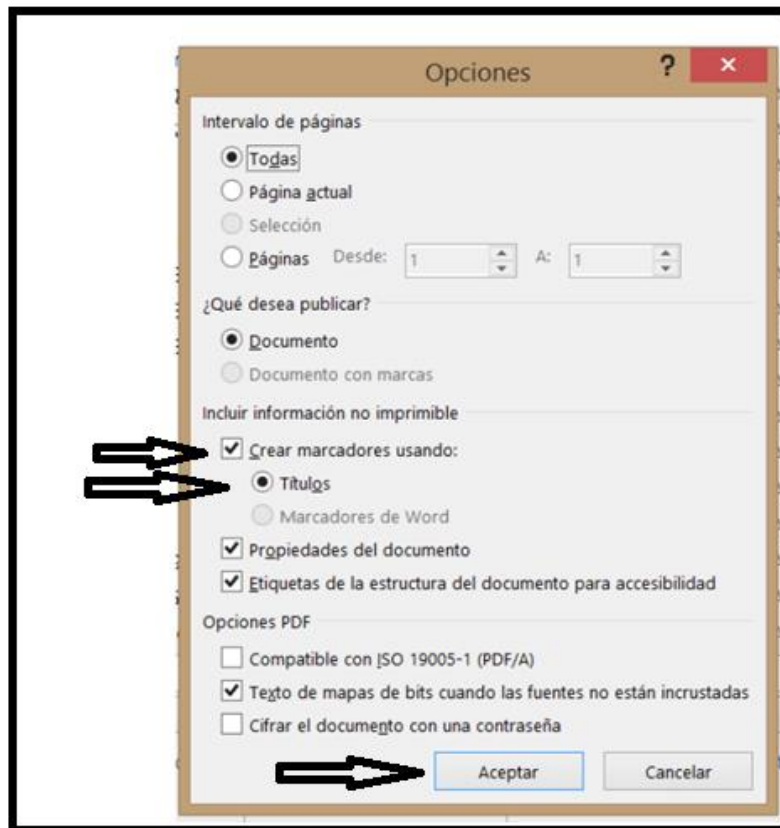 Opciones
?
Intervalo de páginas
Todas
Página actual
Selección
Páginas Desde: 1 A: 1
¿Qué desea publicar?
Documento
Documento con marcas
Incluir información no imprimible
Crear marcadores usando:
Títulos
Marcadores de Word
Propiedades del documento
Etiquetas de la estructura del documento para accesibilidad
Opciones PDF
Compatible con ISO 19005-1 (PDF/A)
Texto de mapas de bits cuando las fuentes no están incrustadas
Cifrar el documento con una contraseña
Aceptar Cancelar